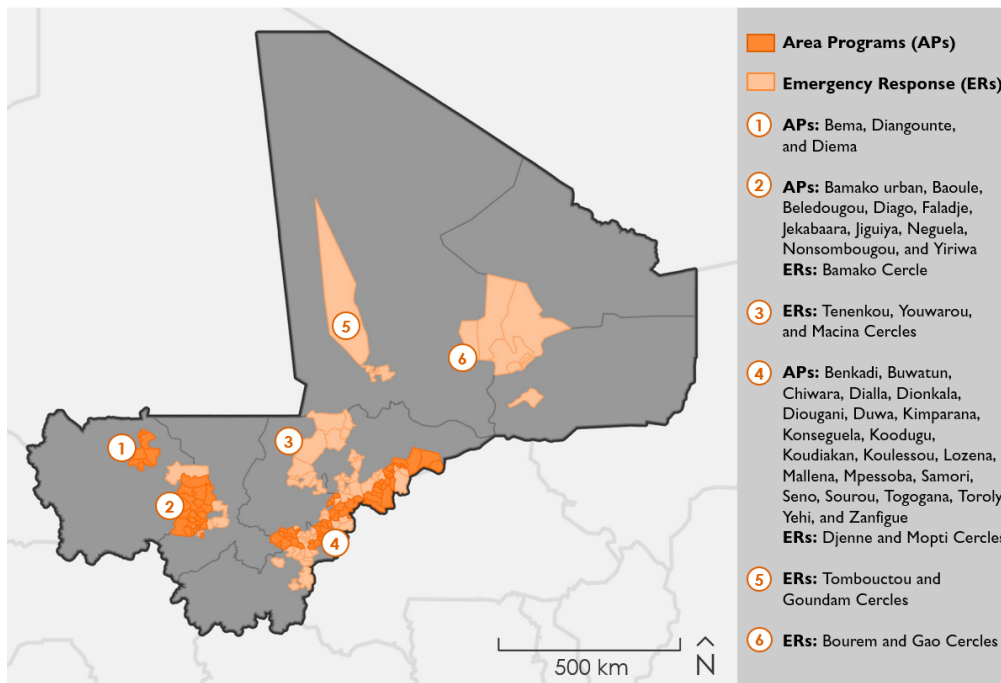 Area Programs (APs)
Emergency Response (ERs)
1
APs: Bema, Diangounte,
and Diema
2
APs: Bamako urban, Baoule,
Beledougou, Diago, Faladje,
Jekabaara, Jiguiya, Neguela,
Nonsombougou, and Yiriwa
ERs: Bamako Cercle
3
ERs: Tenenkou, Youwarou,
and Macina Cercles
4
APs: Benkadi, Buwatun,
Chiwara, Dialla, Dionkala,
Diougani, Duwa, Kimparana,
Konseguela, Koodugu,
Koudiakan, Koulessou, Lozena,
Mallena, Mpessoba, Samori,
Seno, Sourou, Togogana, Toroly
Yehi, and Zanfigue
ERs: Djenne and Mopti Cercles
5
ERs: Tombouctou and
Goundam Cercles
6
ERs: Bourem and Gao Cercles
5
6
1
3
2
4
500 km
N